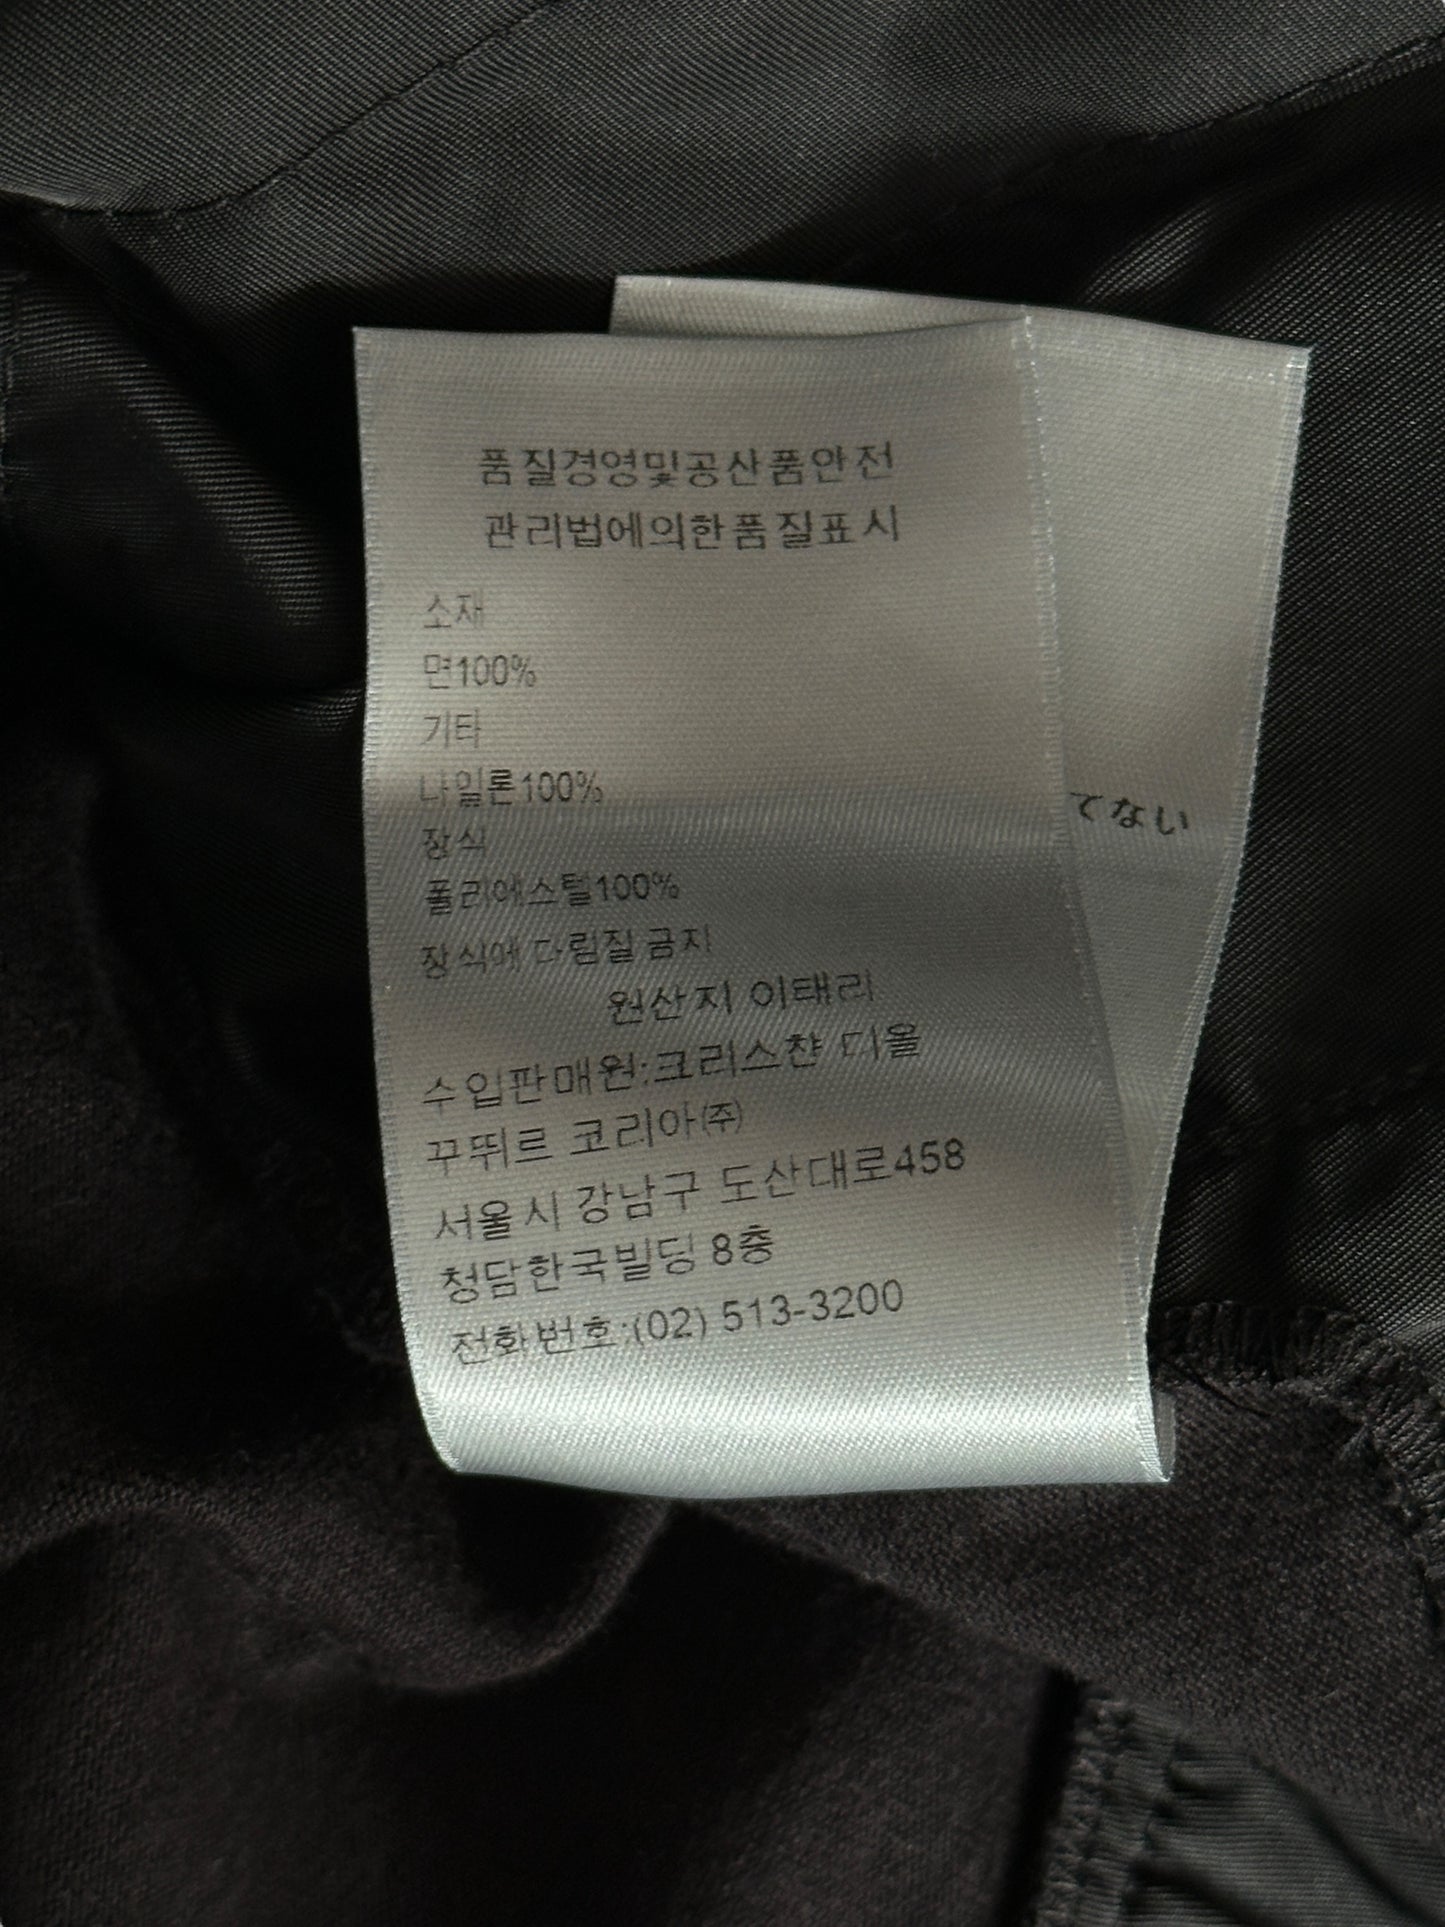 품질경영및공산품안전
관리법에의한품질표시
소재
면100%
기타
나일론100%
장식
폴리에스텔100%
장식에 다림질 금지
원산지 이태리
수입판매원:크리스챤 디올
꾸뛰르 코리아㈜
서울시 강남구 도산대로458
청담한국빌딩 8층
전화번호:(02) 513-3200
てない